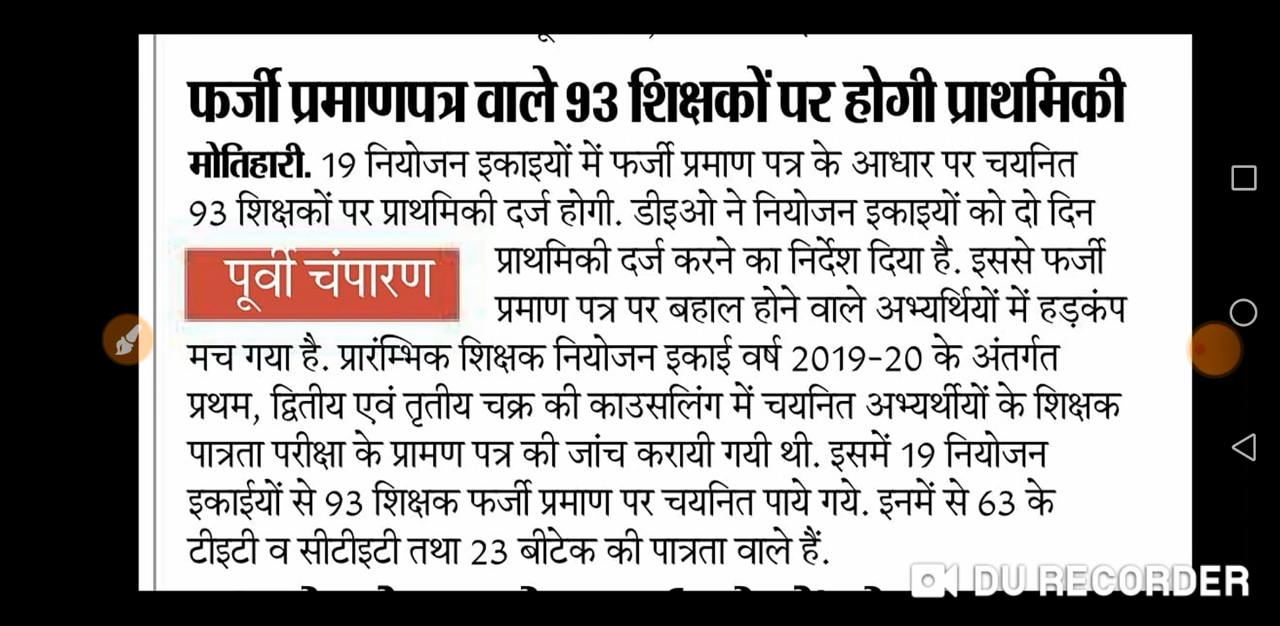 फर्जी प्रमाणपत्र वाले 93 शिक्षकों पर होगी प्राथमिकी
मोतिहारी. 19 नियोजन इकाइयों में फर्जी प्रमाण पत्र के आधार पर चयनित
93 शिक्षकों पर प्राथमिकी दर्ज होगी. डीइओ ने नियोजन इकाइयों को दो दिन
पूर्वी चंपारण
प्राथमिकी दर्ज करने का निर्देश दिया है. इससे फर्जी
प्रमाण पत्र पर बहाल होने वाले अभ्यर्थियों में हड़कंप
मच गया है. प्रारंम्भिक शिक्षक नियोजन इकाई वर्ष 2019-20 के अंतर्गत
प्रथम, द्वितीय एवं तृतीय चक्र की काउसलिंग में चयनित अभ्यर्थीयों के शिक्षक
पात्रता परीक्षा के प्रामण पत्र की जांच करायी गयी थी. इसमें 19 नियोजन
इकाईयों से 93 शिक्षक फर्जी प्रमाण पर चयनित पाये गये. इनमें से 63 के
टीइटी व सीटीइटी तथा 23 बीटेक की पात्रता वाले हैं.
DU RECORDER